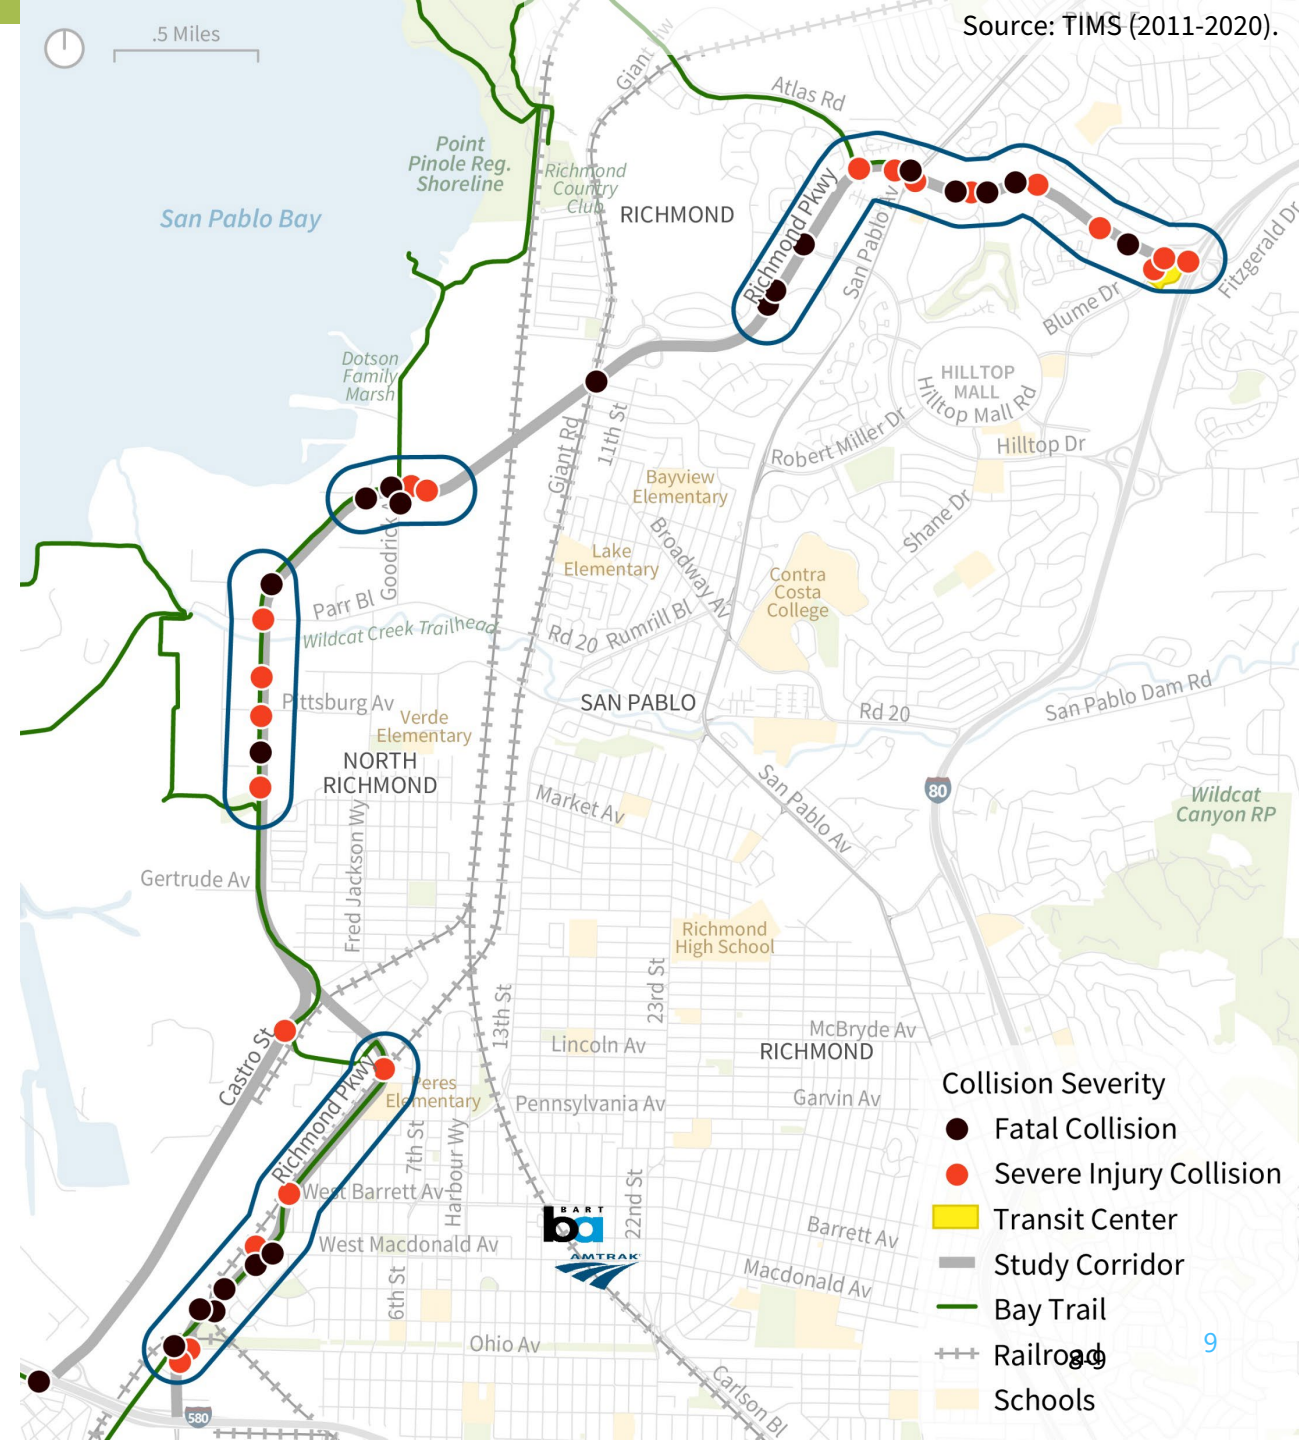 Source: TIMS (2011-2020).
PINOLE
.5 Miles
Giant Hwy
Atlas Rd
Point
Pinole Reg.
Shoreline
Richmond
Country
Club
RICHMOND
San Pablo Bay
Richmond Pkwy
San Pablo Av
Fitzgerald Dr
Blume Dr
Dotson
Family
Marsh
HILLTOP
MALL
Hilltop Mall Rd
Robert Miller Dr
Hilltop Dr
Giant Rd
11th St
Bayview
Elementary
Shane Dr
Broadway Av
Lake
Elementary
Contra
Costa
College
Goodrick A
Parr Bl
Wildcat Creek Trailhead
Rd 20
Rumrill Bl
Pittsburg Av
SAN PABLO
Rd 20
San Pablo Dam Rd
Verde
Elementary
NORTH
RICHMOND
80
Wildcat
Canyon RP
Market Av
San Pablo Av
Fred Jackson Wy
Gertrude Av
Richmond
High School
23rd St
13th St
Castro St
McBryde Av
Lincoln Av
RICHMOND
Richmond Pkwy
Peres
Elementary
Pennsylvania Av
Garvin Av
7th St
Harbour Wy
22nd St
West Barrett Av
BART
ba
AMTRAK
West Macdonald Av
Barrett Av
Macdonald Av
6th St
Ohio Av
Carlson Bl
580
Collision Severity
Fatal Collision
Severe Injury Collision
Transit Center
Study Corridor
Bay Trail
Railroad
8-9
9
Schools